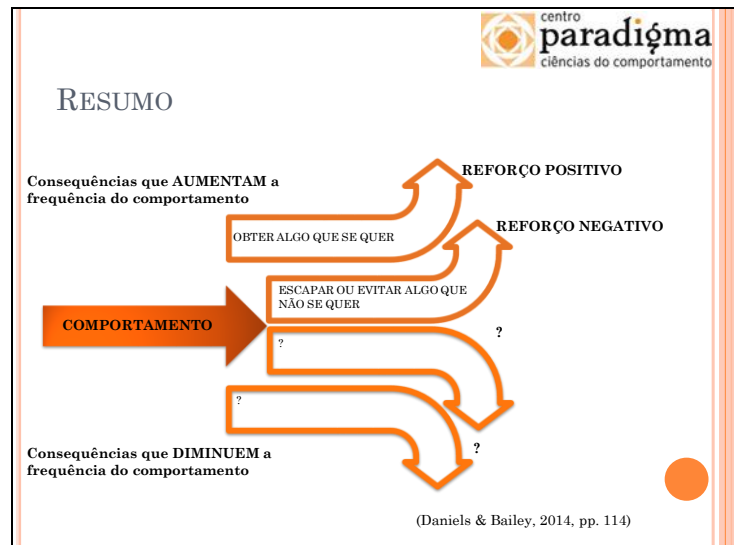 centro
paradigma
ciências do comportamento
RESUMO
Consequências que AUMENTAM a
frequência do comportamento
REFORÇO POSITIVO
OBTER ALGO QUE SE QUER
REFORÇO NEGATIVO
ESCAPAR OU EVITAR ALGO QUE
NÃO SE QUER
COMPORTAMENTO
?
?
?
?
Consequências que DIMINUEM a
frequência do comportamento
(Daniels & Bailey, 2014, pp. 114)